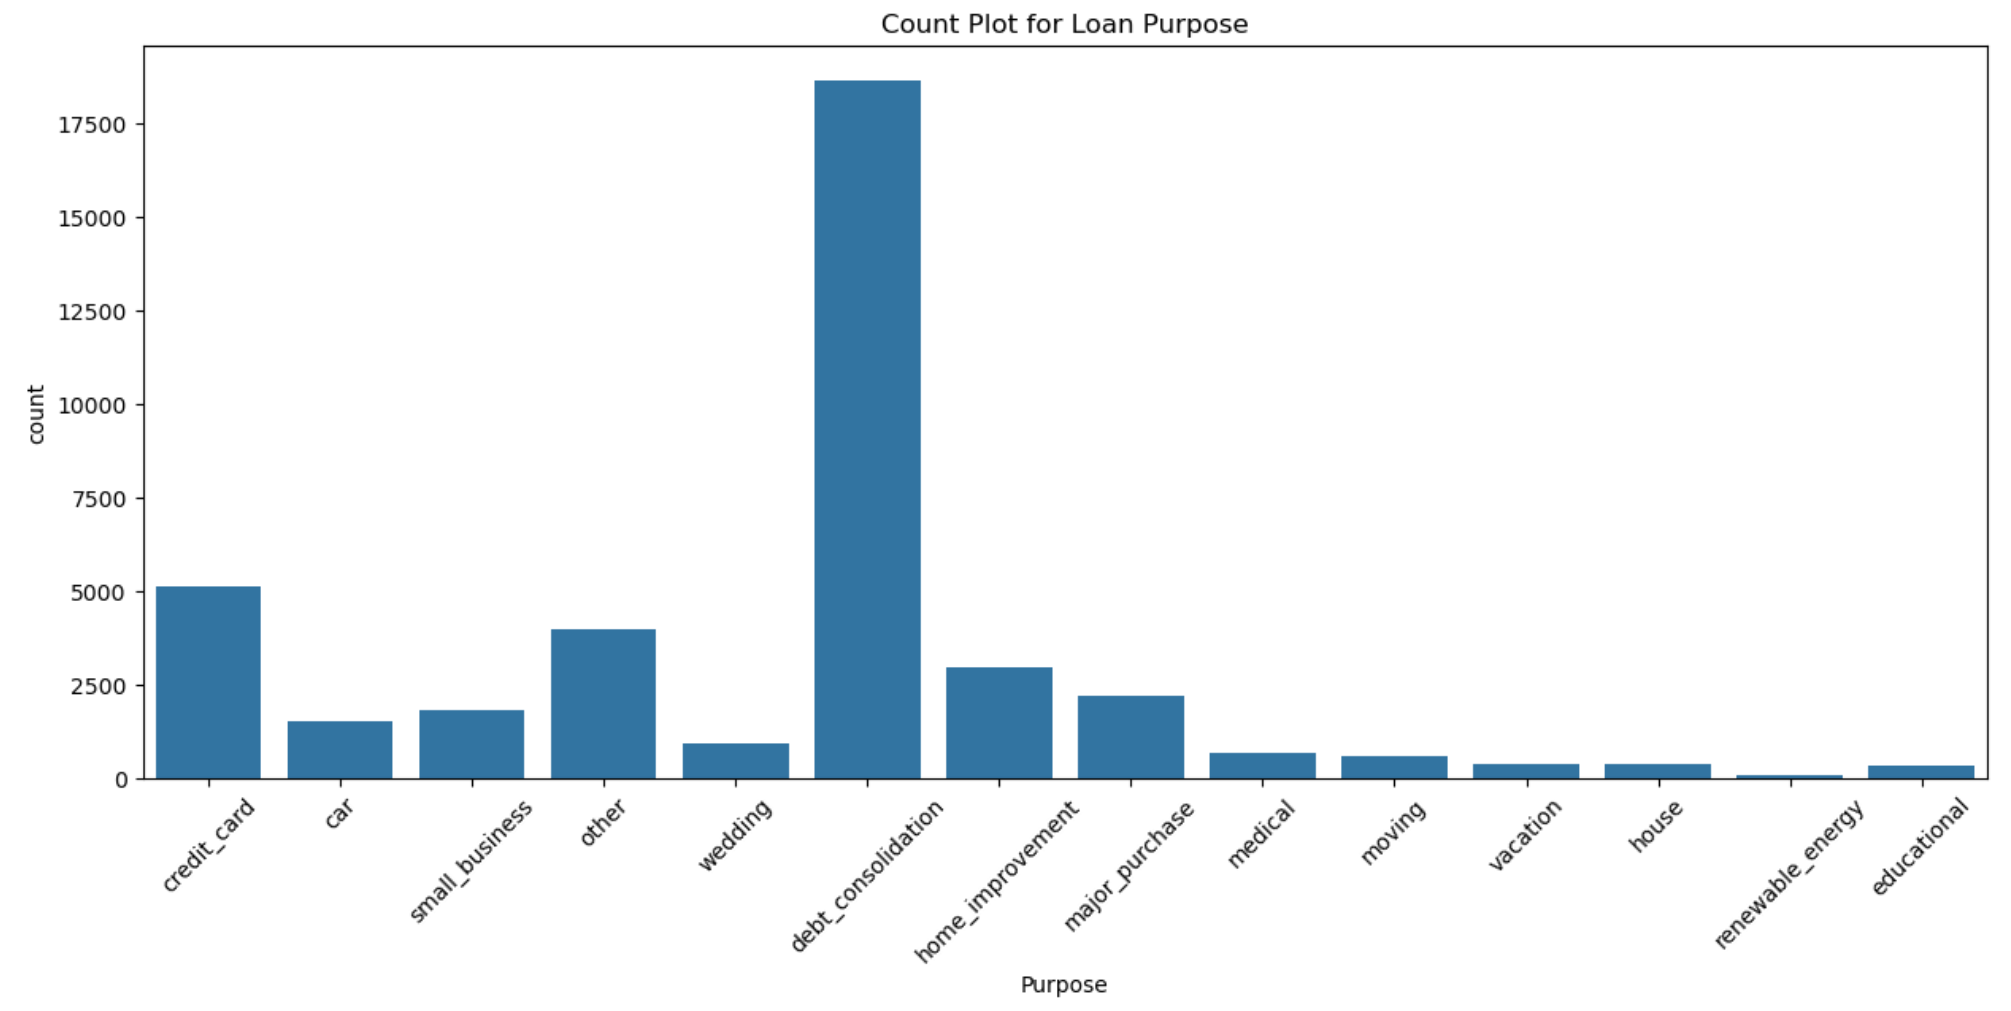 Count Plot for Loan Purpose
17500
15000
12500
10000
7500
5000
2500
0
count
credit_card
car
small_business
other
wedding
debt_consolidation
home_improvement
major_purchase
medical
moving
vacation
house
renewable_energy
educational
Purpose